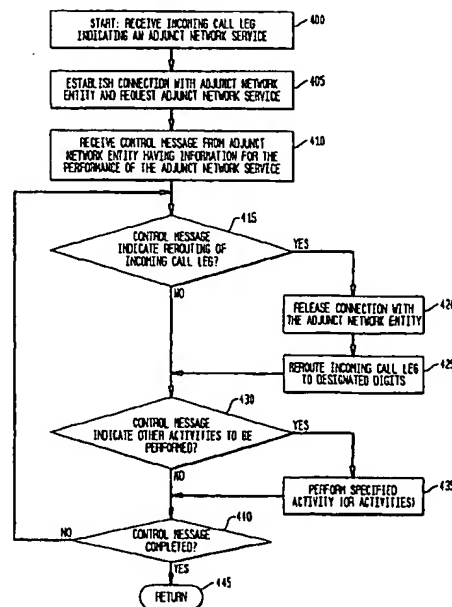 START: RECEIVE INCOMING CALL LEG
INDICATING AN ADJUNCT NETWORK SERVICE
400
ESTABLISH CONNECTION WITH ADJUNCT NETWORK
ENTITY AND REQUEST ADJUNCT NETWORK SERVICE
405
RECEIVE CONTROL MESSAGE FROM ADJUNCT
NETWORK ENTITY HAVING INFORMATION FOR THE
PERFORMANCE OF THE ADJUNCT NETWORK SERVICE
410
415
CONTROL MESSAGE
INDICATE REROUTING OF
INCOMING CALL LEG?
YES
NO
420
RELEASE CONNECTION WITH
THE ADJUNCT NETWORK ENTITY
425
REROUTE INCOMING CALL LEG
TO DESIGNATED DIGITS
430
CONTROL MESSAGE
INDICATE OTHER ACTIVITIES TO BE
PERFORMED?
YES
NO
435
PERFORM SPECIFIED
ACTIVITY (OR ACTIVITIES)
440
CONTROL MESSAGE
COMPLETED?
NO
YES
RETURN
445